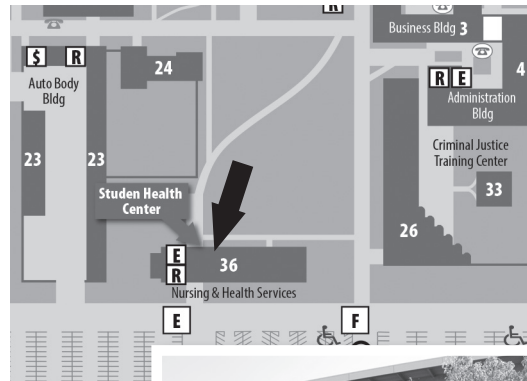 R
Business Bldg 3
$ R
24
R E
4
Auto Body
Bldg
Administration
Bldg
23
23
Criminal Justice
Training Center
Studen Health
Center
33
26
E
R
36
Nursing & Health Services
E
F